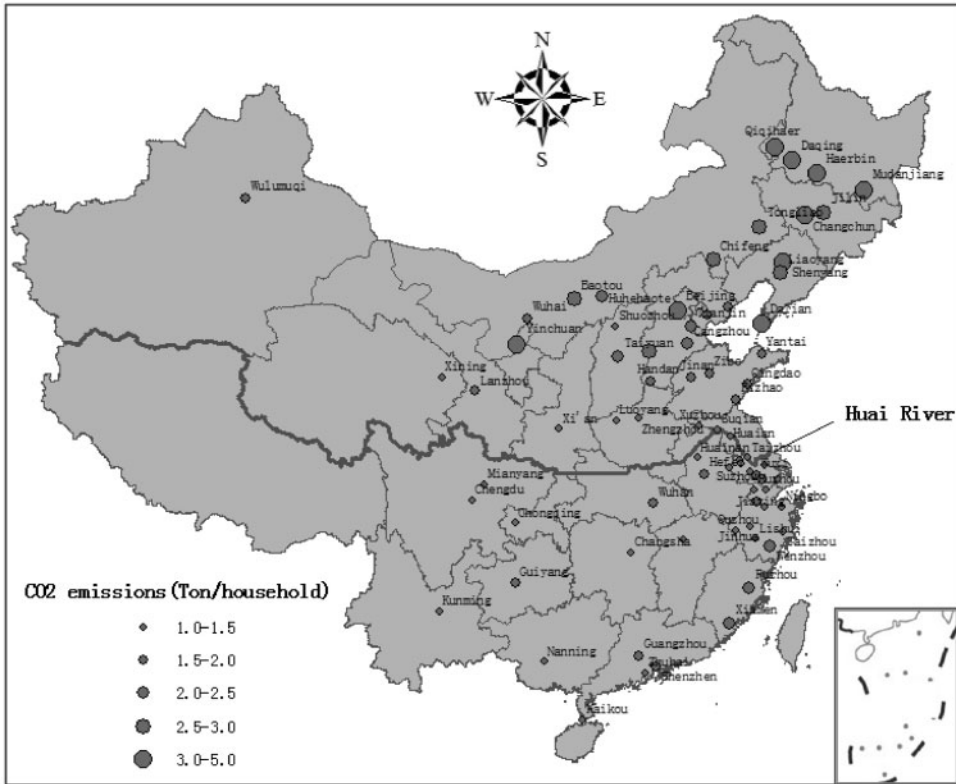 N
W E
S
Qiqihaer
Daqing
Haerbin
Mudanjiang
Wulumuqi
Jilin
Tongliao
Changchun
Chifeng
Liaoyang
Shenyang
Baotou
Huhehaote
Beijing
Wuhai
Shuozhou
Dalian
Yinchuan
Cangzhou
Yantai
Taiyuan
Xining
Lanzhou
Handan
Jinan
Zibo
Qingdao
Rizhao
Huai River
Xi'an
Luoyang
Zhengzhou
Xuzhou
Suqian
Huaian
Huainan
Taizhou
Hefei
Suzhou
Mianyang
Chengdu
Chongqing
Wuhan
Jiaxing
Ningbo
Quzhou
Lishui
Jinhua
Taizhou
Wenzhou
Changsha
Guiyang
Fuzhou
CO2 emissions(Ton/household)
Kunming
Xiamen
1.0-1.5
Nanning
Guangzhou
Zhuhai
Shenzhen
1.5-2.0
2.0-2.5
Haikou
2.5-3.0
3.0-5.0